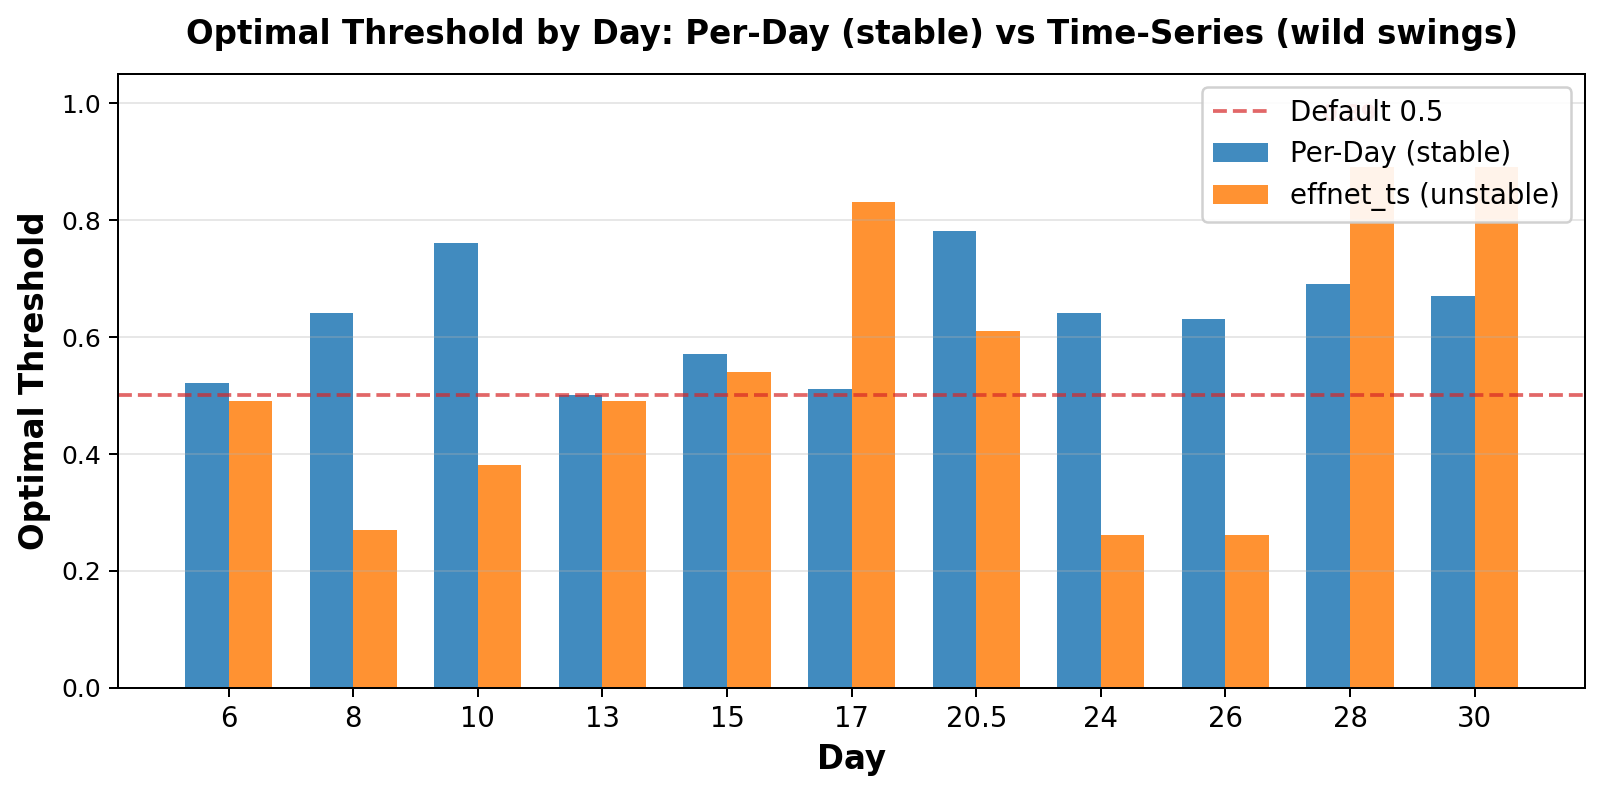 Optimal Threshold by Day: Per-Day (stable) vs Time-Series (wild swings)
Optimal Threshold
1.0
0.8
0.6
0.4
0.2
0.0
Default 0.5
Per-Day (stable)
effnet_ts (unstable)
6 8 10 13 15 17 20.5 24 26 28 30
Day